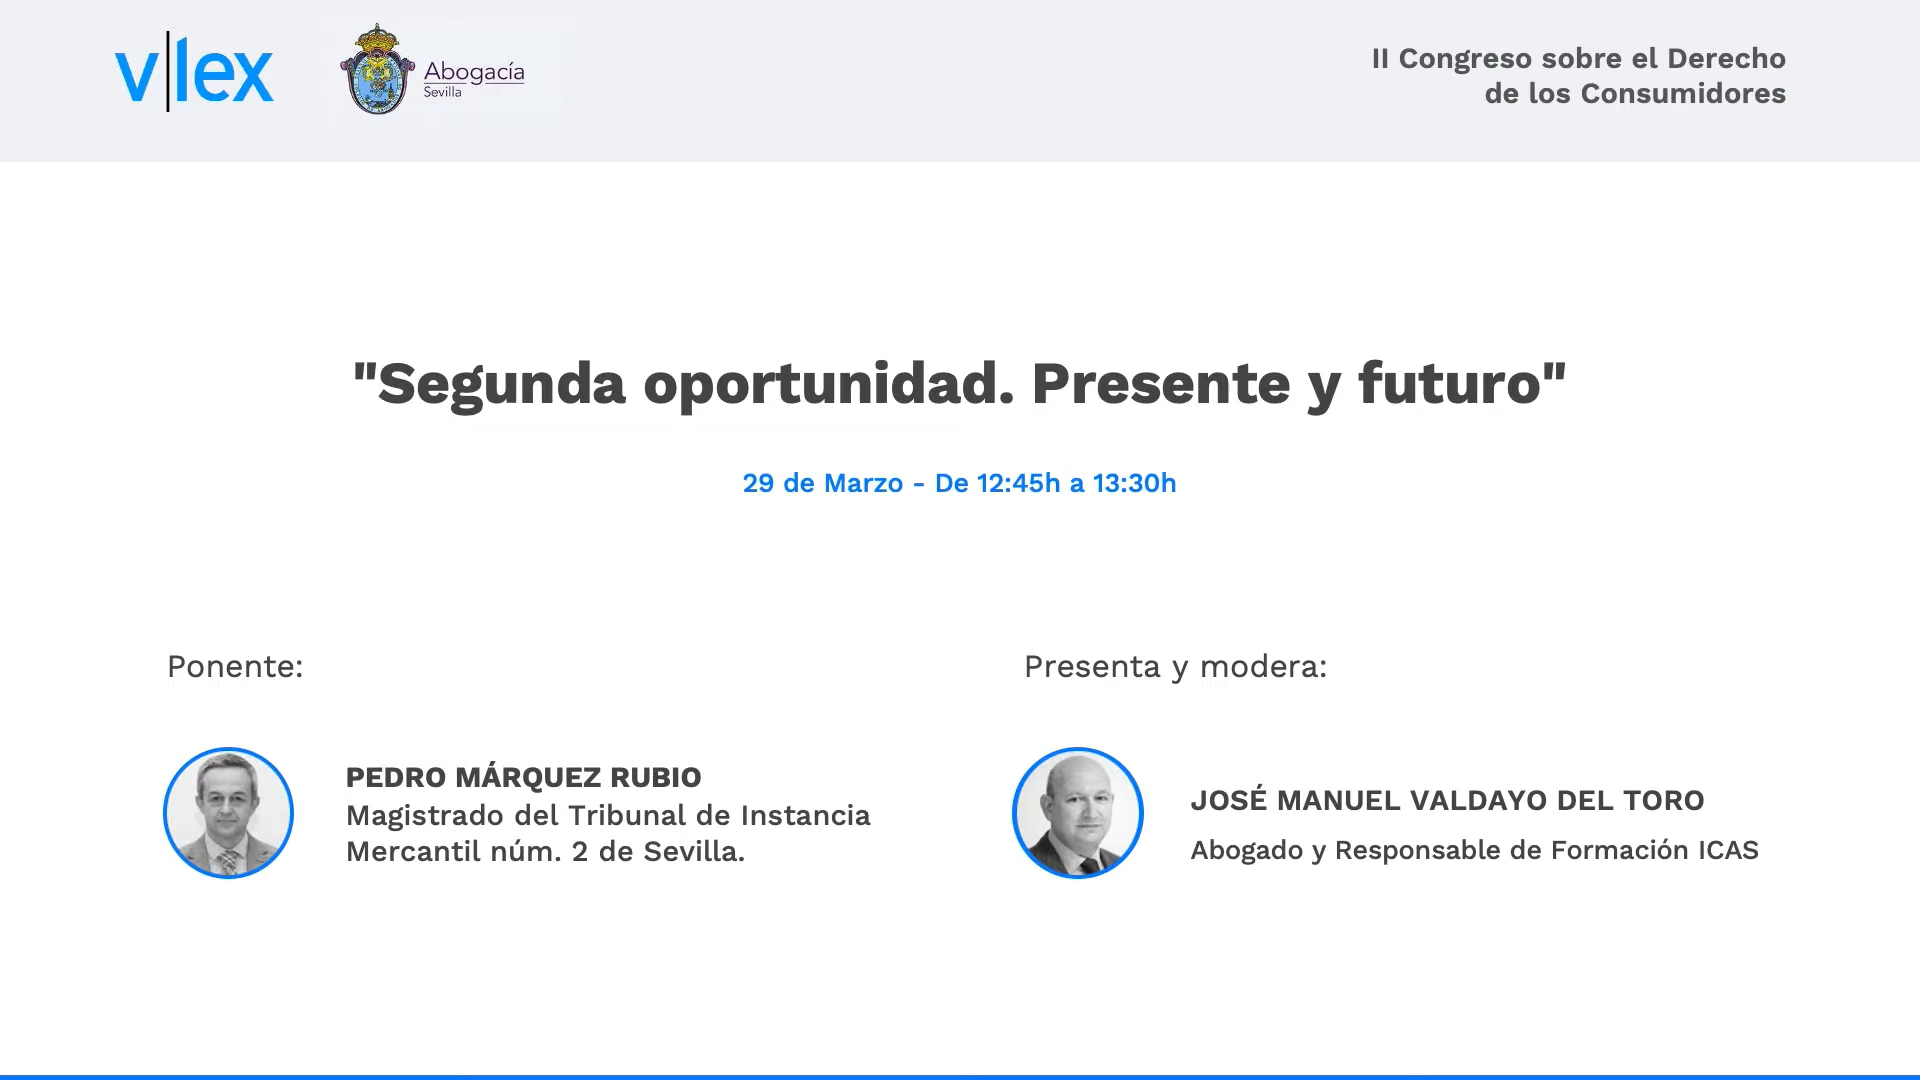 v|lex
Abogacía
Sevilla
II Congreso sobre el Derecho
de los Consumidores
"Segunda oportunidad. Presente y futuro"
29 de Marzo - De 12:45h a 13:30h
Ponente:
PEDRO MÁRQUEZ RUBIO
Magistrado del Tribunal de Instancia
Mercantil núm. 2 de Sevilla.
Presenta y modera:
JOSÉ MANUEL VALDAYO DEL TORO
Abogado y Responsable de Formación ICAS